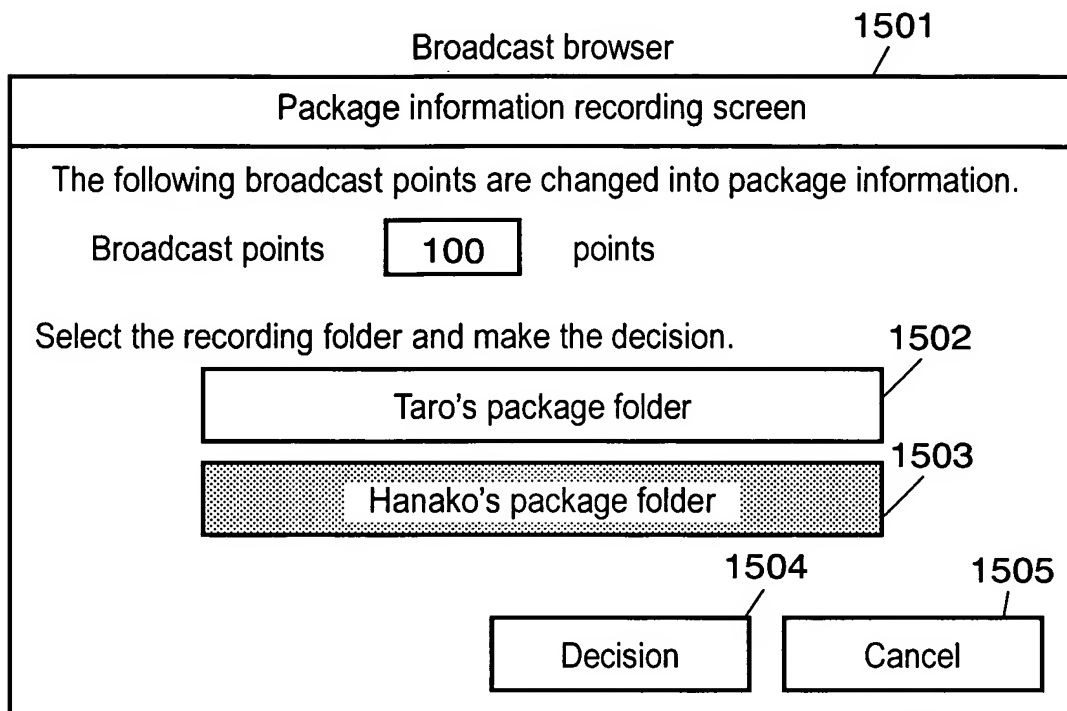 1501
Broadcast browser
Package information recording screen
The following broadcast points are changed into package information.
Broadcast points 100 points
Select the recording folder and make the decision.
1502
Taro's package folder
1503
Hanako's package folder
1504 1505
Decision Cancel